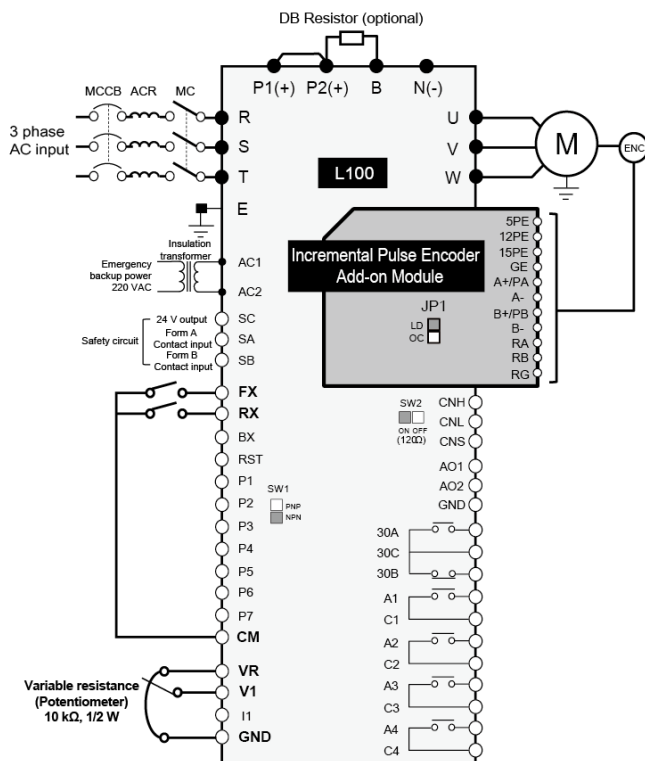 DB Resistor (optional)
P1(+) P2(+) B N(-)
MCCB ACR MC
3 phase
AC input
R
S
T
E
U
V
W
M
ENC
L100
Insulation
transformer
Emergency
backup power
220 VAC
AC1
AC2
Incremental Pulse Encoder
Add-on Module
JP1
LD
OC
5PE
12PE
15PE
GE
A+/PA
A-
B+/PB
B-
RA
RB
RG
Safety circuit
24 V output
Form A
Contact input
Form B
Contact input
SC
SA
SB
FX
RX
BX
RST
P1
P2
P3
P4
P5
P6
P7
CM
SW1
PNP
NPN
SW2
ON OFF
(120Ω)
CNH
CNL
CNS
AO1
AO2
GND
30A
30C
30B
A1
C1
A2
C2
A3
C3
A4
C4
Variable resistance
(Potentiometer)
10 kΩ, 1/2 W
VR
V1
I1
GND